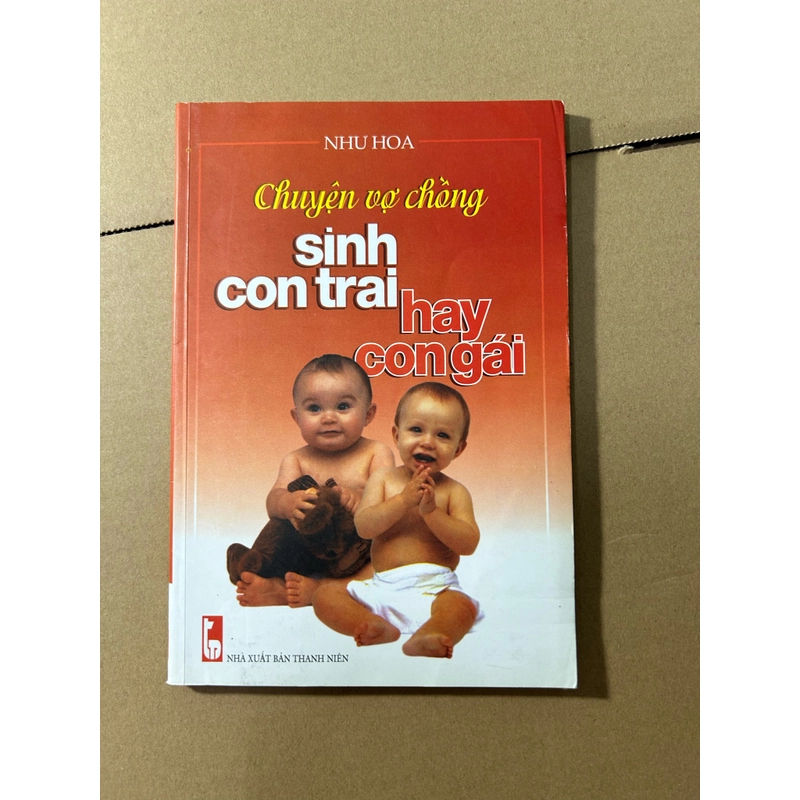 NHƯ HOA
Chuyện vợ chồng
sinh
con trai
hay
con gái
NHÀ XUẤT BẢN THANH NIÊN